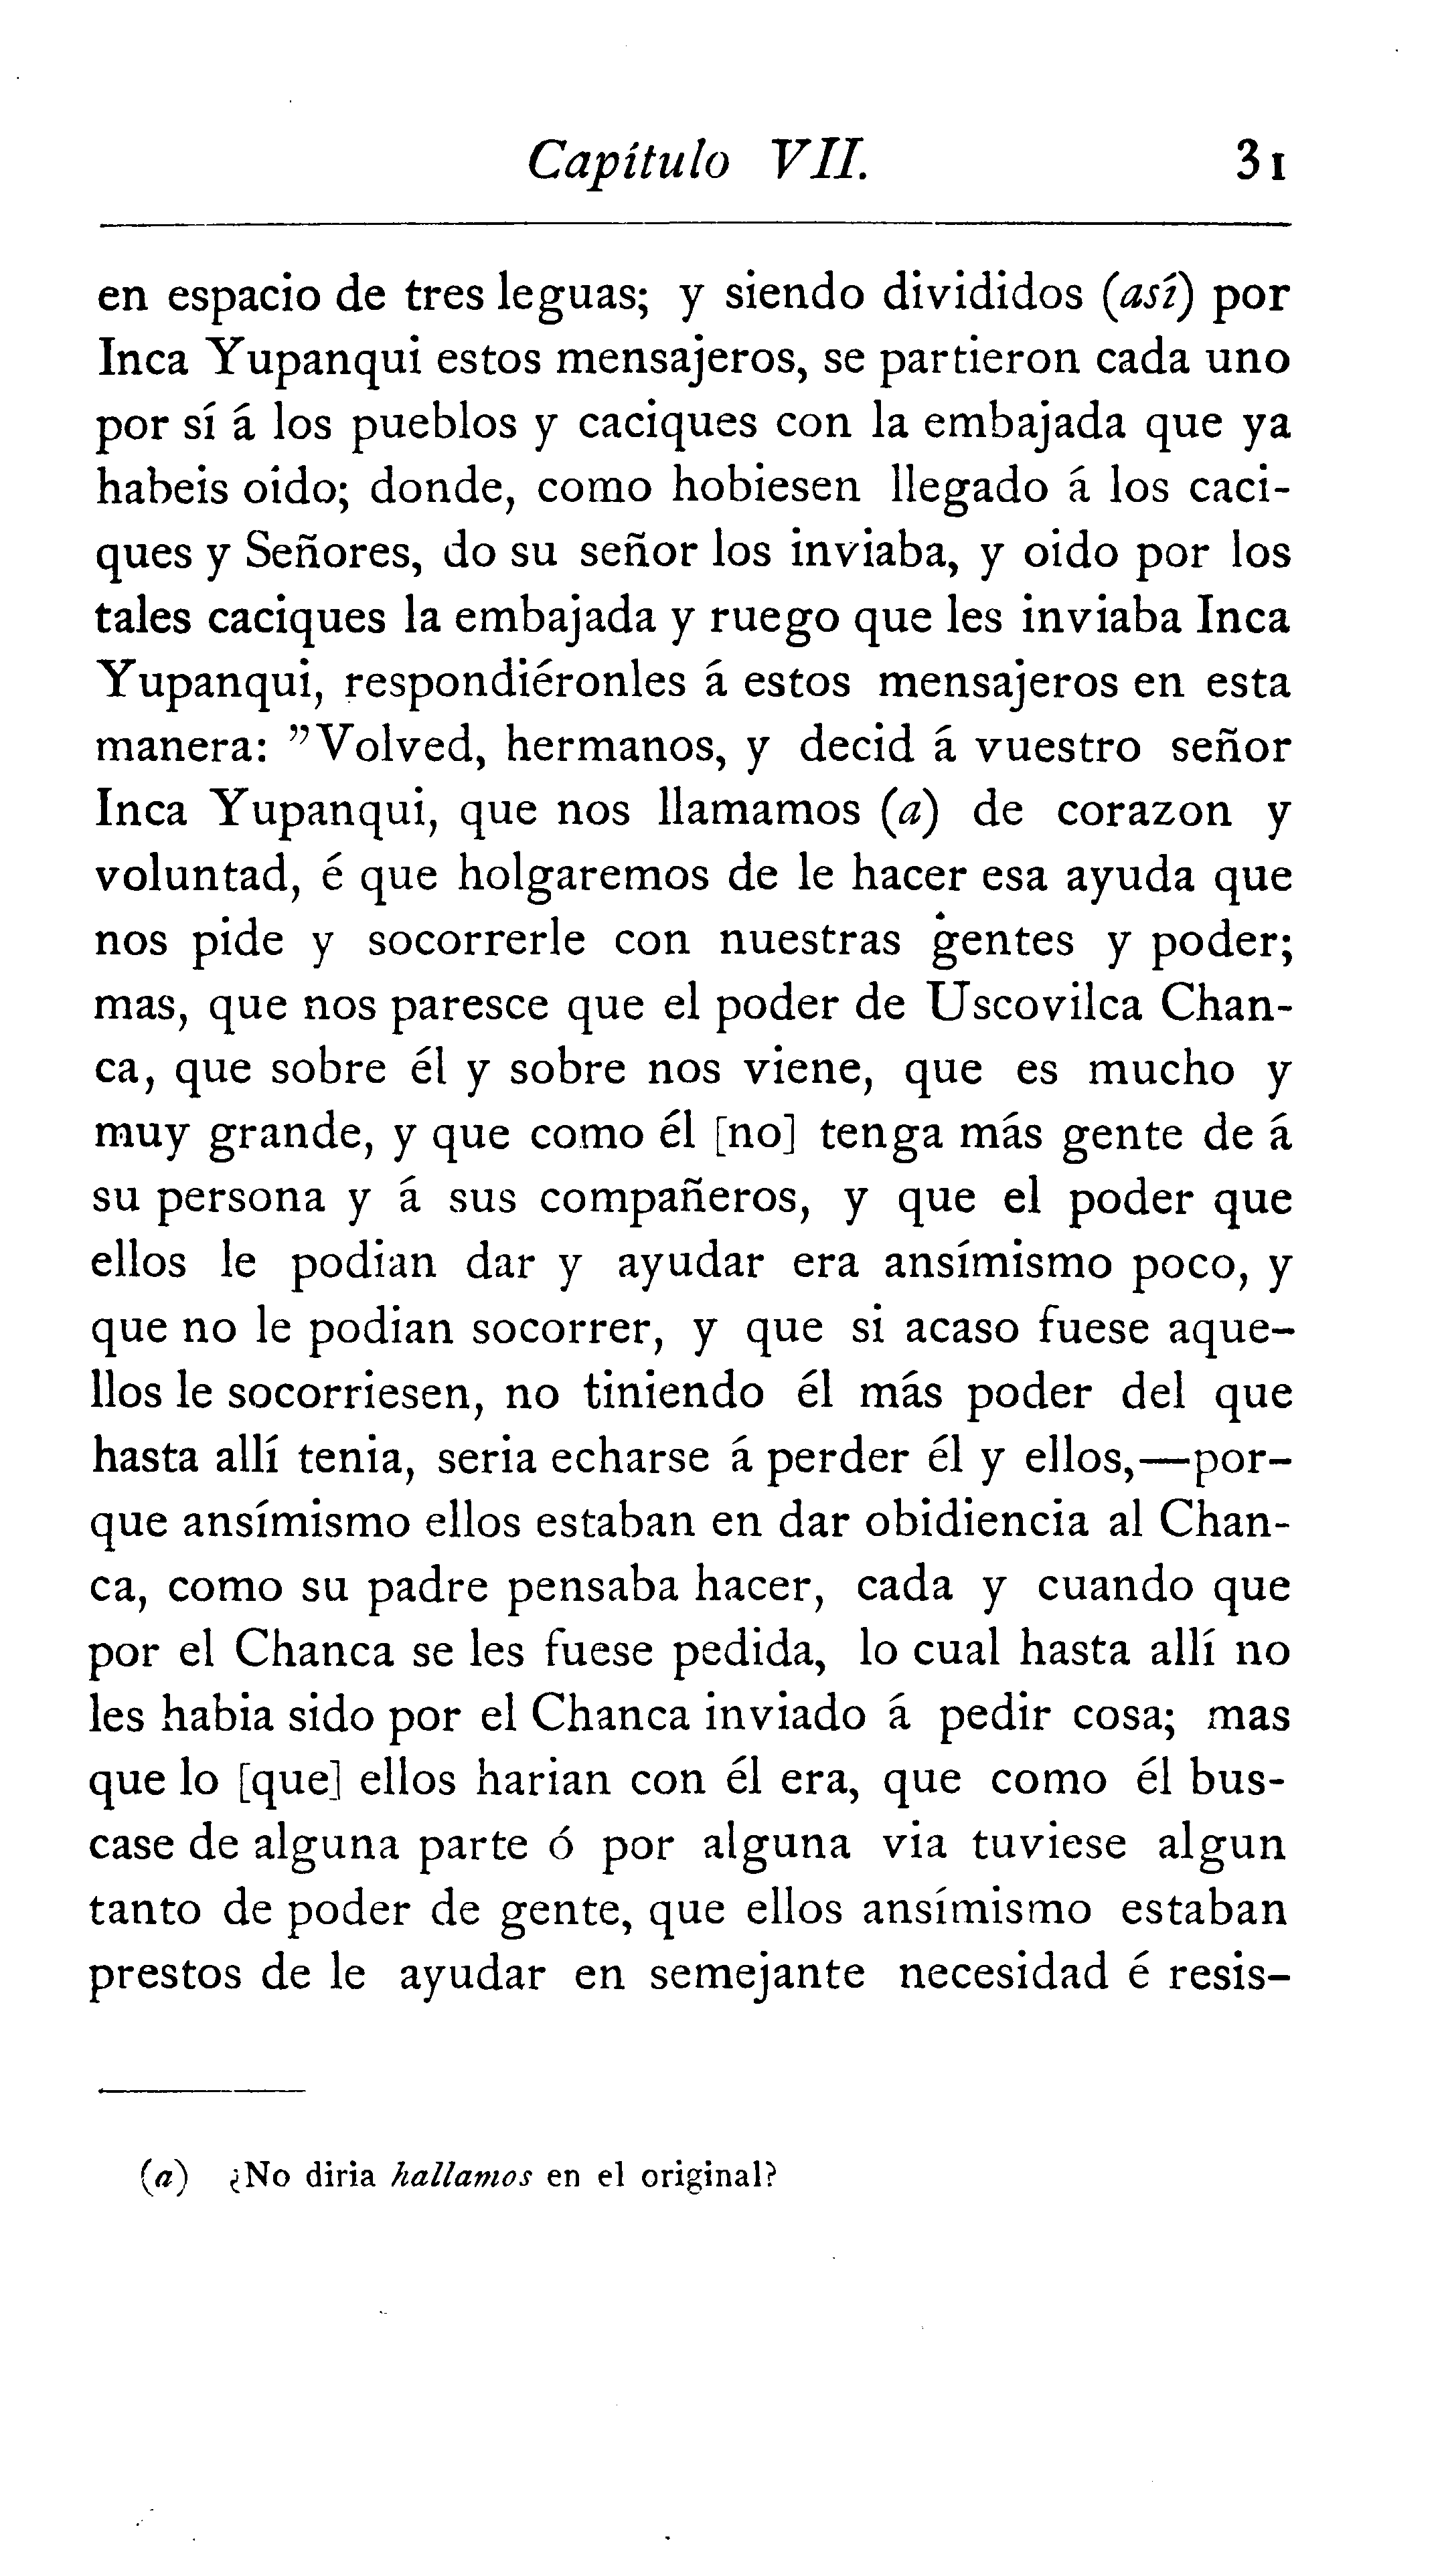 Capítulo VII. 31
en espacio de tres leguas; y siendo divididos (así) por
Inca Yupanqui estos mensajeros, se partieron cada uno
por sí á los pueblos y caciques con la embajada que ya
habeis oido; donde, como hobiesen llegado á los caci-
ques y Señores, do su señor los inviaba, y oido por los
tales caciques la embajada y ruego que les inviaba Inca
Yupanqui, respondiéronles á estos mensajeros en esta
manera: ”Volved, hermanos, y decid á vuestro señor
Inca Yupanqui, que nos llamamos (a) de corazon y
voluntad, é que holgaremos de le hacer esa ayuda que
nos pide y socorrerle con nuestras gentes y poder;
mas, que nos paresce que el poder de Uscovilca Chan-
ca, que sobre él y sobre nos viene, que es mucho y
muy grande, y que como él [no] tenga más gente de á
su persona y á sus compañeros, y que el poder que
ellos le podian dar y ayudar era ansímismo poco, y
que no le podian socorrer, y que si acaso fuese aque-
llos le socorriesen, no tiniendo él más poder del que
hasta allí tenia, seria echarse á perder él y ellos,—por-
que ansímismo ellos estaban en dar obidiencia al Chan-
ca, como su padre pensaba hacer, cada y cuando que
por el Chanca se les fuese pedida, lo cual hasta allí no
les habia sido por el Chanca inviado á pedir cosa; mas
que lo [que] ellos harian con él era, que como él bus-
case de alguna parte ó por alguna via tuviese algun
tanto de poder de gente, que ellos ansímismo estaban
prestos de le ayudar en semejante necesidad é resis-
(a) ¿No diria hallamos en el original?